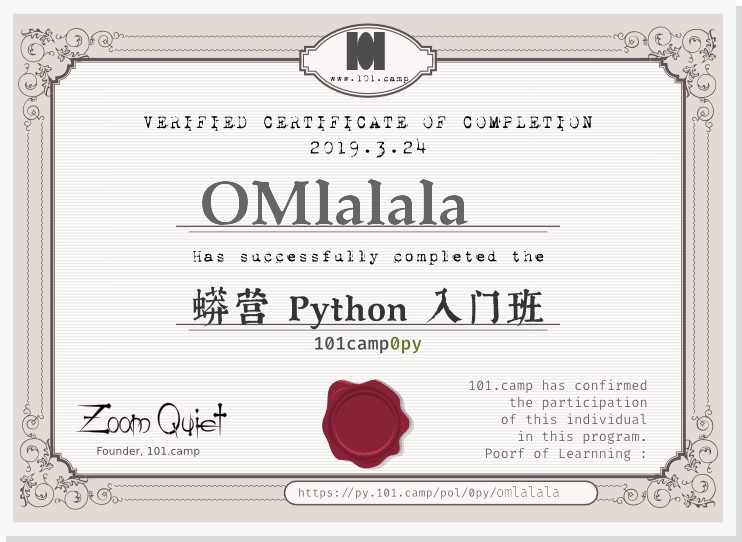 101
www.101.camp
VERIFIED CERTIFICATE OF COMPLETION
2019.3.24
OMlalala
Has successfully completed the
蟒营 Python 入门班
101camp0py
101.camp has confirmed
the participation
of this individual
in this program.
Poorf of Learnning :
Zoom Quiet
Founder, 101.camp
https://py.101.camp/pol/0py/omlalala